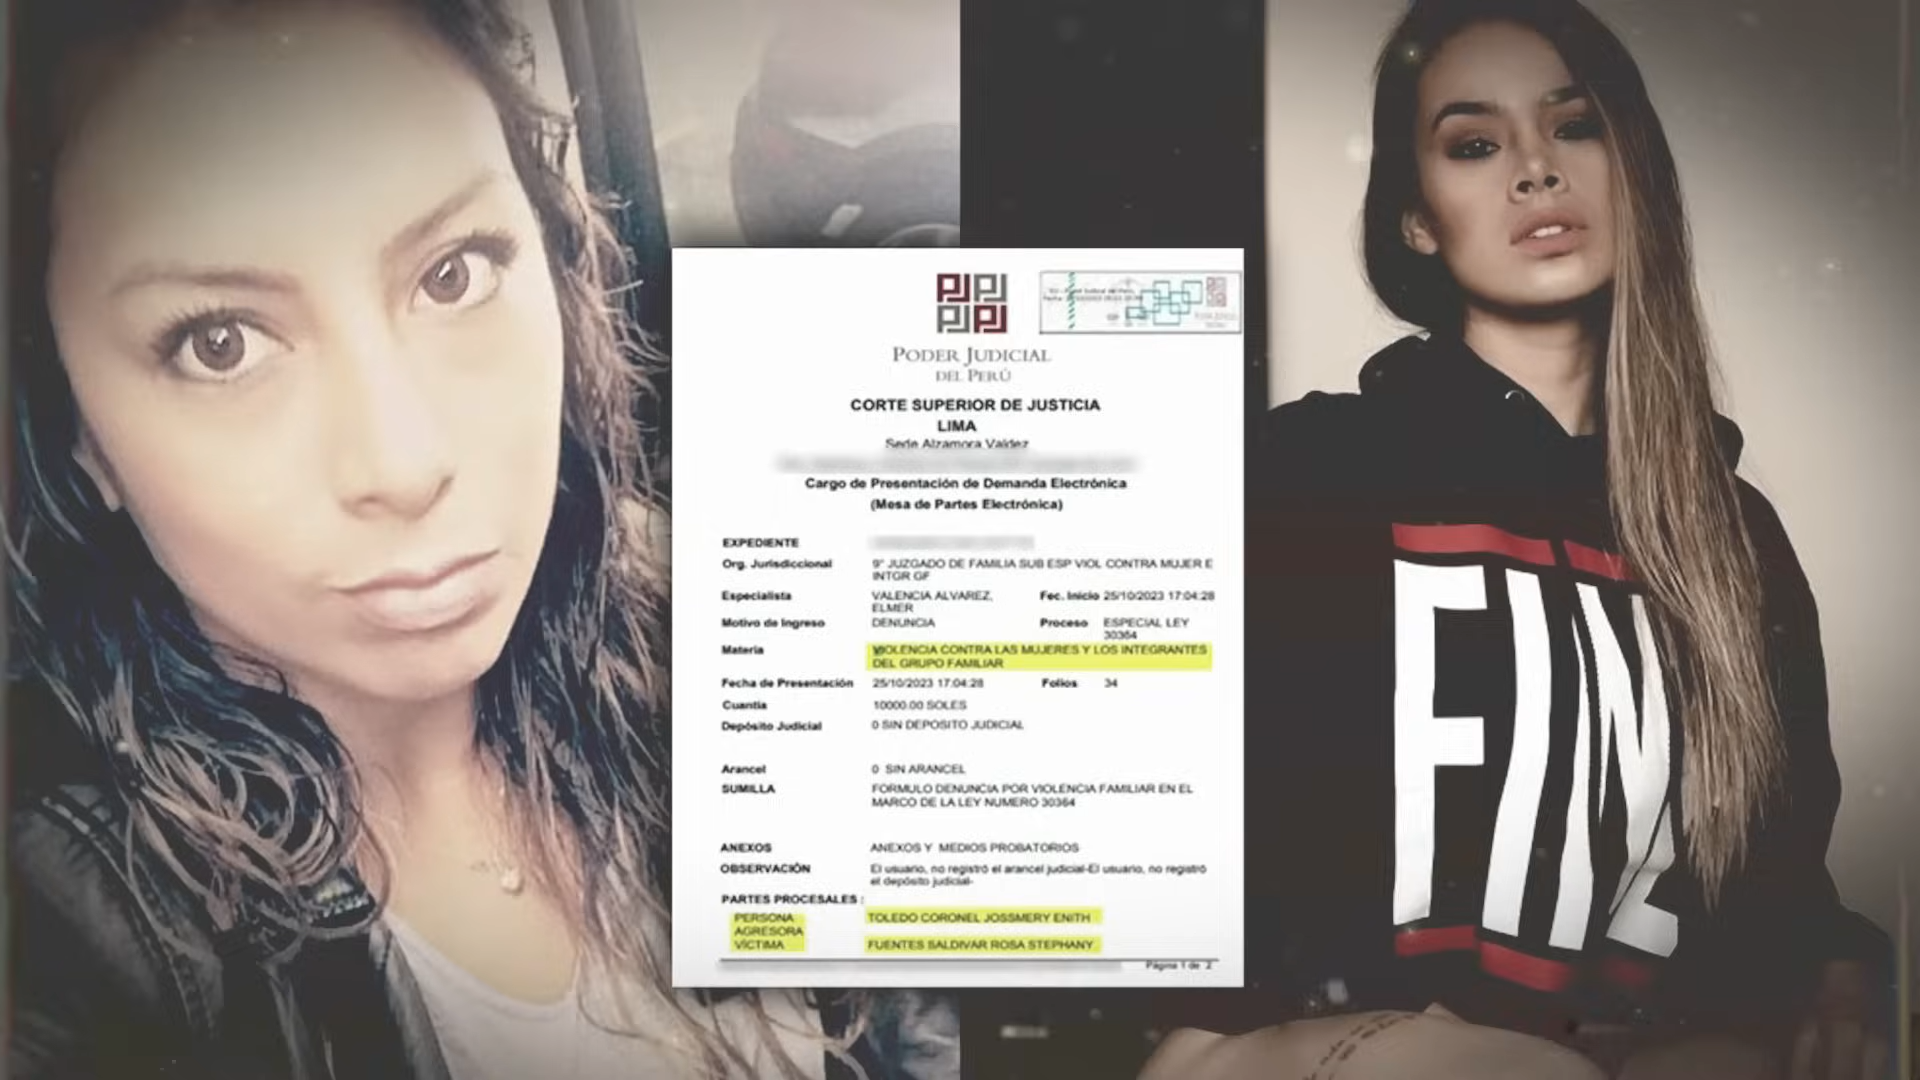 PODER JUDICIAL
DEL PERÚ
CORTE SUPERIOR DE JUSTICIA
LIMA
Sede Alzamora Valdez
Cargo de Presentación de Demanda Electrónica
(Mesa de Partes Electrónica)
EXPEDIENTE
Org. Jurisdiccional 9° JUZGADO DE FAMILIA SUB ESP VIOL CONTRA MUJER E
INTGR GF
Especialista VALENCIA ALVAREZ, Fec. Inicio 25/10/2023 17:04:28
ELMER
Motivo de Ingreso DENUNCIA Proceso ESPECIAL LEY
30364
Materia VIOLENCIA CONTRA LAS MUJERES Y LOS INTEGRANTES
DEL GRUPO FAMILIAR
Fecha de Presentación 25/10/2023 17:04:28 Folios 34
Cuantía 10000.00 SOLES
Depósito Judicial 0 SIN DEPOSITO JUDICIAL
Arancel 0 SIN ARANCEL
SUMILLA FORMULO DENUNCIA POR VIOLENCIA FAMILIAR EN EL
MARCO DE LA LEY NUMERO 30364
ANEXOS ANEXOS Y MEDIOS PROBATORIOS
OBSERVACIÓN El usuario, no registró el arancel judicial-El usuario, no registró
el depósito judicial-
PARTES PROCESALES :
PERSONA TOLEDO CORONEL JOSSMERY ENITH
AGRESORA
VÍCTIMA FUENTES SALDIVAR ROSA STEPHANY
Página 1 de 2
FIN